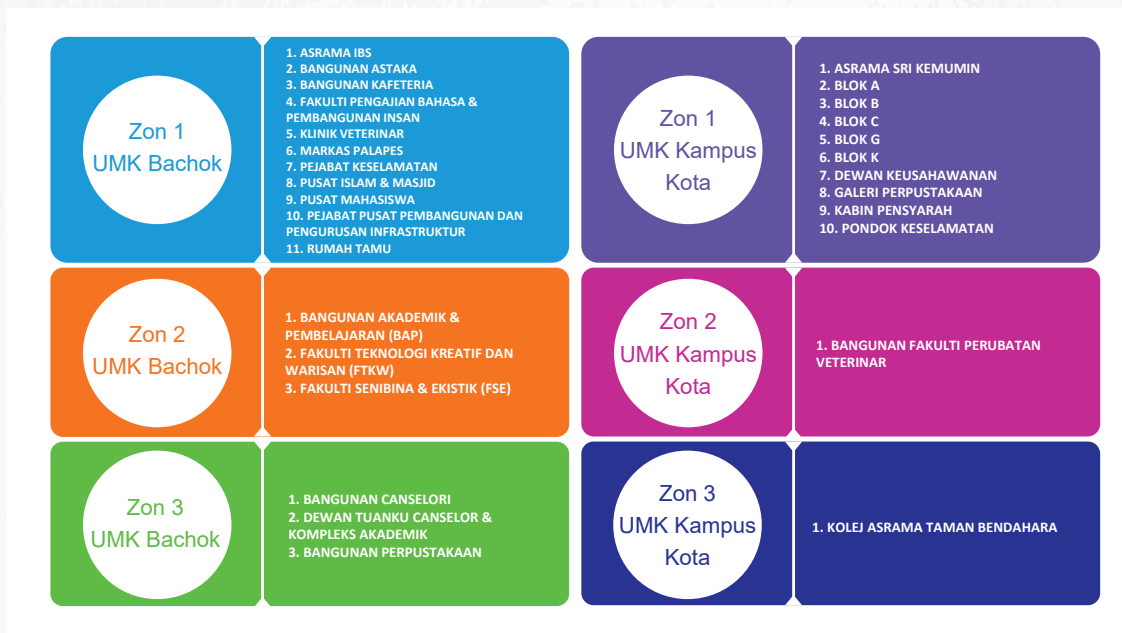 Zon 1
UMK Bachok
1. ASRAMA IBS
2. BANGUNAN ASTAKA
3. BANGUNAN KAFETERIA
4. FAKULTI PENGAJIAN BAHASA &
PEMBANGUNAN INSAN
5. KLINIK VETERINAR
6. MARKAS PALAPES
7. PEJABAT KESELAMATAN
8. PUSAT ISLAM & MASJID
9. PUSAT MAHASISWA
10. PEJABAT PUSAT PEMBANGUNAN DAN
PENGURUSAN INFRASTRUKTUR
11. RUMAH TAMU
Zon 1
UMK Kampus
Kota
1. ASRAMA SRI KEMUMIN
2. BLOK A
3. BLOK B
4. BLOK C
5. BLOK G
6. BLOK K
7. DEWAN KEUSAHAWANAN
8. GALERI PERPUSTAKAAN
9. KABIN PENSYARAH
10. PONDOK KESELAMATAN
Zon 2
UMK Bachok
1. BANGUNAN AKADEMIK &
PEMBELAJARAN (BAP)
2. FAKULTI TEKNOLOGI KREATIF DAN
WARISAN (FTKW)
3. FAKULTI SENIBINA & EKISTIK (FSE)
Zon 2
UMK Kampus
Kota
1. BANGUNAN FAKULTI PERUBATAN
VETERINAR
Zon 3
UMK Bachok
1. BANGUNAN CANSELORI
2. DEWAN TUANKU CANSELOR &
KOMPLEKS AKADEMIK
3. BANGUNAN PERPUSTAKAAN
Zon 3
UMK Kampus
Kota
1. KOLEJ ASRAMA TAMAN BENDAHARA